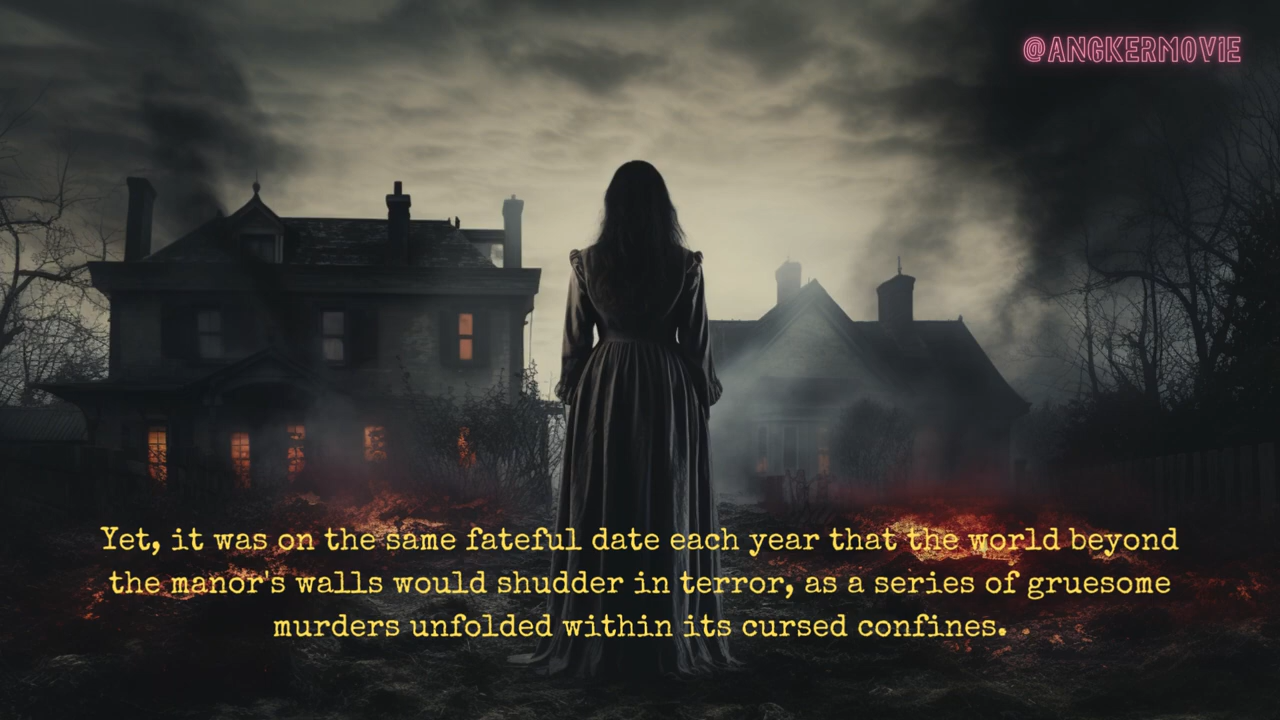 @ANGKERMOViE
Yet, it was on the same fateful date each year that the world beyond
the manor's walls would shudder in terror, as a series of gruesome
murders unfolded within its cursed confines.